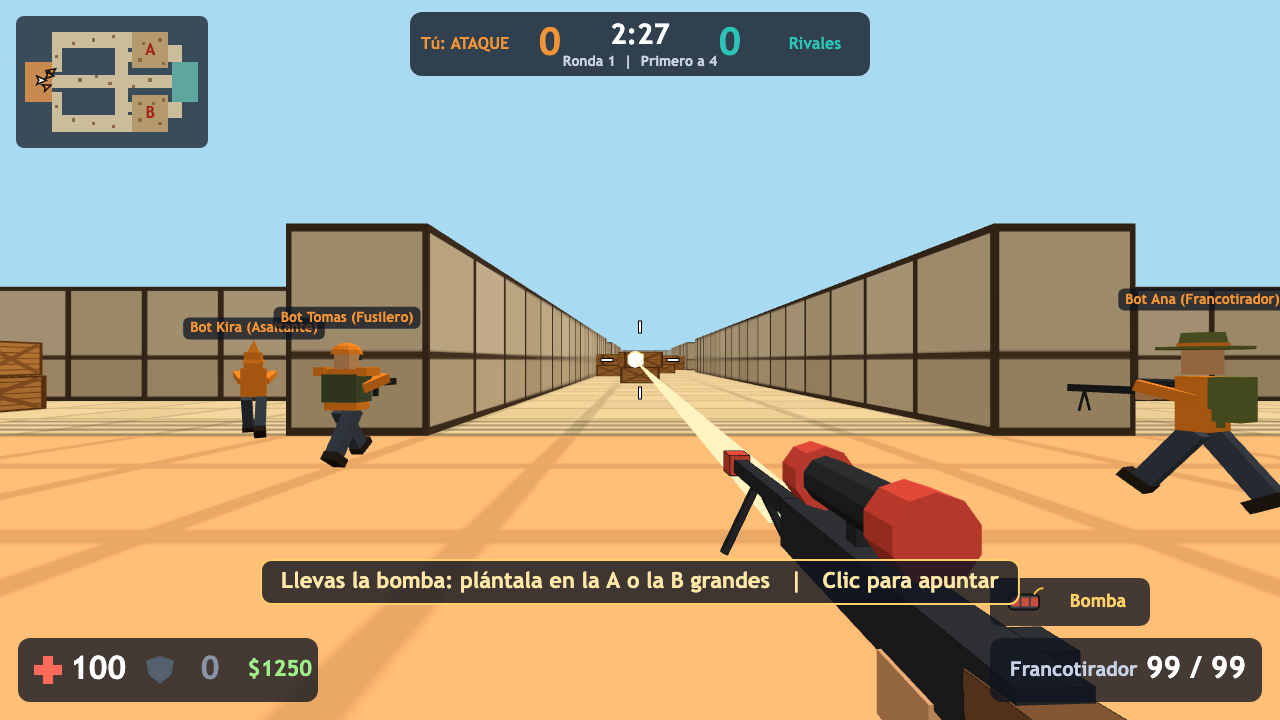 A
B
Tú: ATAQUE 0 2:27 0 Rivales
Ronda 1 | Primero a 4
Bot Kira (Asaltante)
Bot Tomas (Fusilero)
Bot Ana (Francotirador)
Llevas la bomba: plántala en la A o la B grandes | Clic para apuntar
Bomba
100 0 $1250
Francotirador 99 / 99